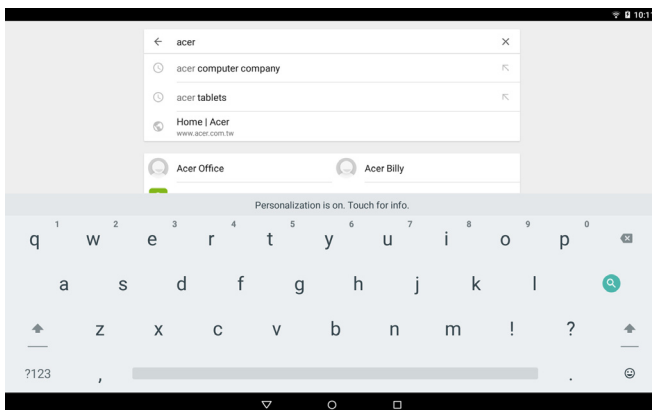 10:11
acer
acer computer company
acer tablets
Home | Acer
www.acer.com.tw
Acer Office Acer Billy
Personalization is on. Touch for info.
q 1 w 2 e 3 r 4 t 5 y 6 u 7 i 8 o 9 p 0
a s d f g h j k l
z x c v b n m ! ?
?123 , .